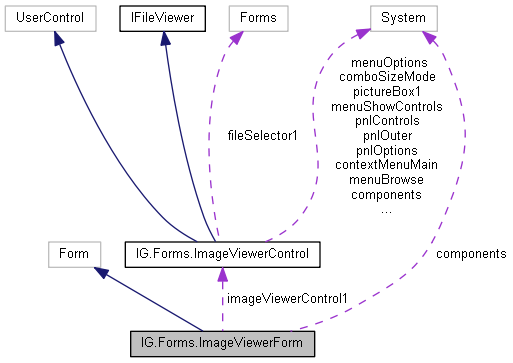 UserControl
IFileViewer
Forms
System
menuOptions
comboSizeMode
pictureBox1
menuShowControls
pnlControls
pnlOuter
pnlOptions
contextMenuMain
menuBrowse
components
...
fileSelector1
Form
IG.Forms.ImageViewerControl
components
imageViewerControl1
IG.Forms.ImageViewerForm